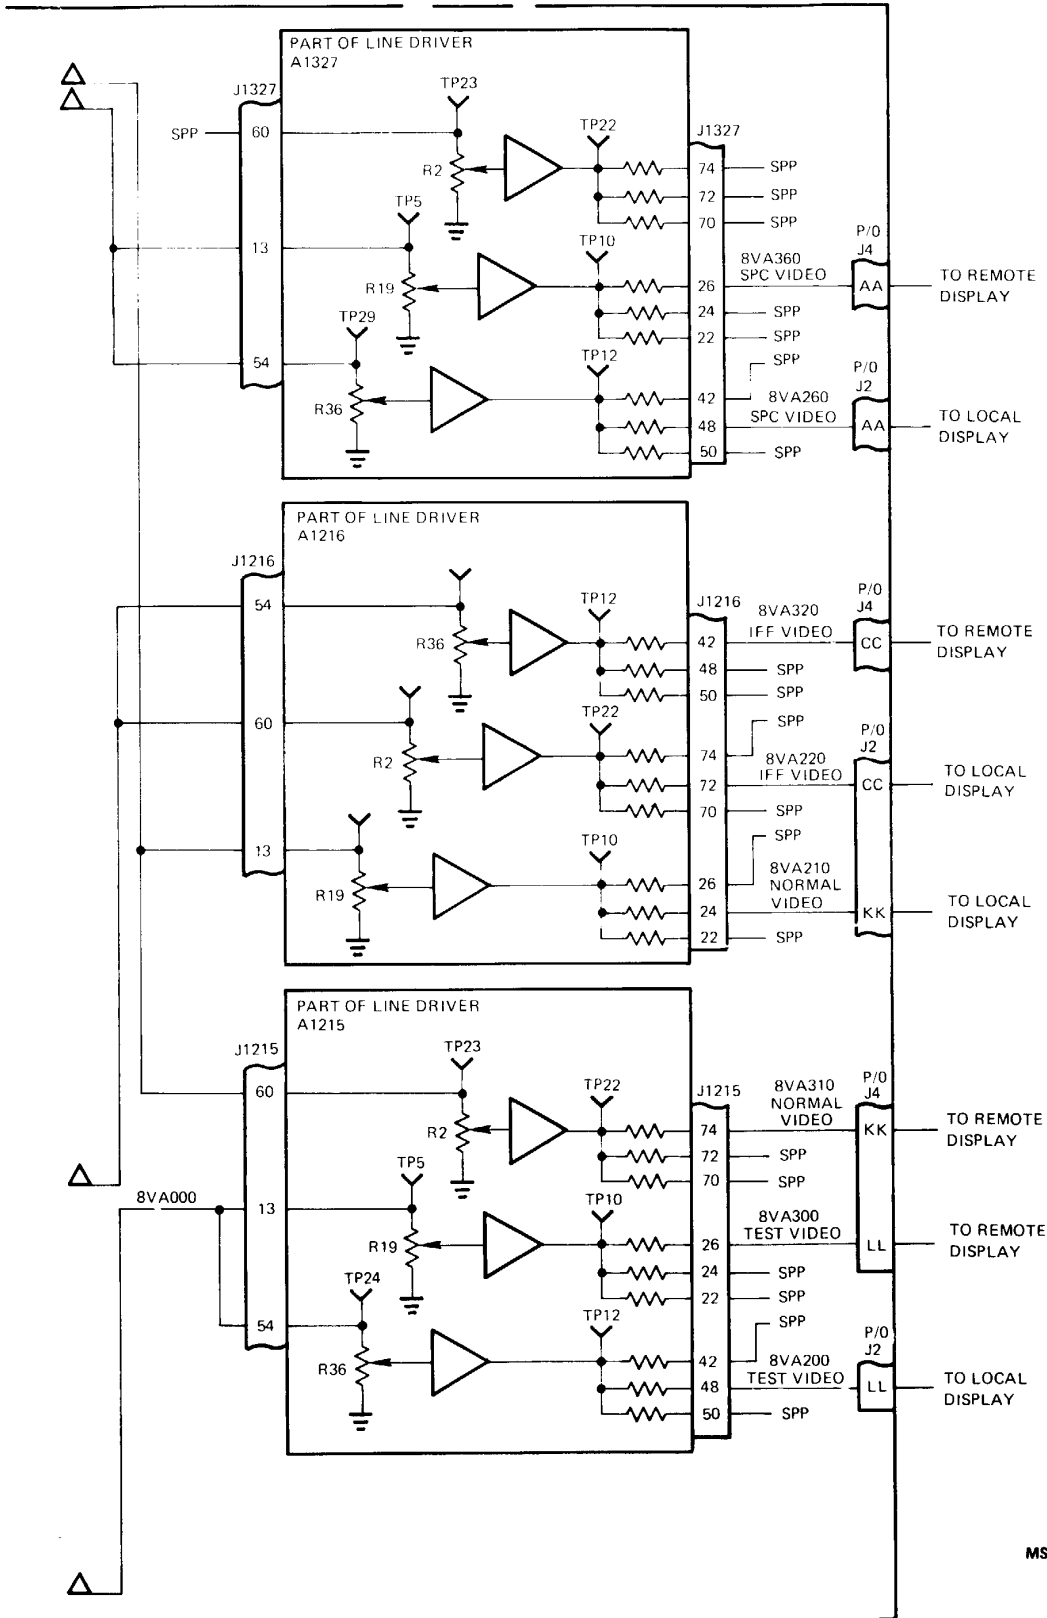 PART OF LINE DRIVER
A1327
J1327
TP23
SPP
60
TP22
J1327
R2
74
SPP
72
SPP
70
SPP
TP5
13
TP10
8VA360
SPC VIDEO
P/O
J4
R19
26
AA
TO REMOTE
DISPLAY
24
SPP
22
SPP
TP29
54
TP12
SPP
R36
42
8VA260
SPC VIDEO
P/O
J2
48
AA
TO LOCAL
DISPLAY
50
SPP
PART OF LINE DRIVER
A1216
J1216
54
TP12
J1216
8VA320
IFF VIDEO
P/O
J4
R36
42
CC
TO REMOTE
DISPLAY
48
SPP
50
SPP
60
TP22
SPP
R2
74
8VA220
IFF VIDEO
P/O
J2
72
CC
TO LOCAL
DISPLAY
70
SPP
13
TP10
SPP
R19
26
8VA210
NORMAL
VIDEO
24
KK
TO LOCAL
DISPLAY
22
SPP
PART OF LINE DRIVER
A1215
J1215
TP23
60
TP22
J1215
8VA310
NORMAL
VIDEO
P/O
J4
R2
74
KK
TO REMOTE
DISPLAY
72
SPP
70
SPP
8VA000
13
TP5
TP10
8VA300
TEST VIDEO
R19
26
LL
TO REMOTE
DISPLAY
24
SPP
22
SPP
TP24
54
TP12
SPP
R36
42
8VA200
TEST VIDEO
P/O
J2
48
LL
TO LOCAL
DISPLAY
50
SPP
MS